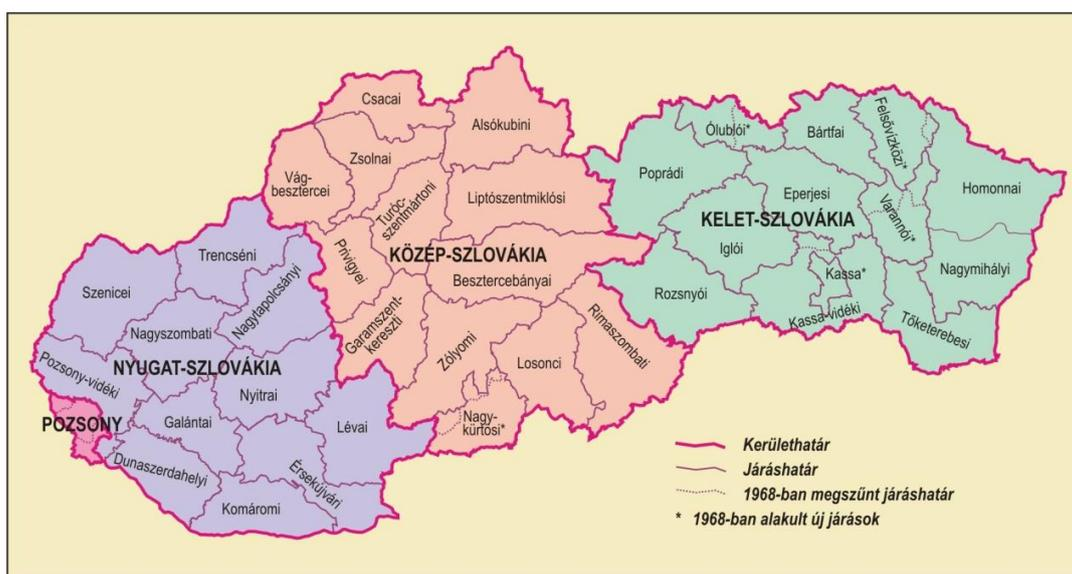 Csacai
Alsókubini
Zsolnai
Vág-
besztercei
Turóc-
szentmártoni
Liptószentmiklósi
Privigyei
KÖZÉP-SZLOVÁKIA
Besztercebányai
Garamszent-
kereszti
Zólyomi
Losonci
Rimaszombati
Nagy-
kürtösi*
Ólublói*
Bártfai
Felsővízközi*
Poprádi
Eperjesi
Homonnai
Varannói*
KELET-SZLOVÁKIA
Iglói
Kassa*
Nagymihályi
Rozsnyói
Kassa-vidéki
Tőketerebesi
Trencséni
Szenicei
Nagytapolcsányi
Nagyszombati
Pozsony-vidéki
NYUGAT-SZLOVÁKIA
Nyitrai
POZSONY
Galántai
Lévai
Dunaszerdahelyi
Érsekújvári
Komáromi
Kerülethatár
Járáshatár
1968-ban megszűnt járáshatár
* 1968-ban alakult új járások